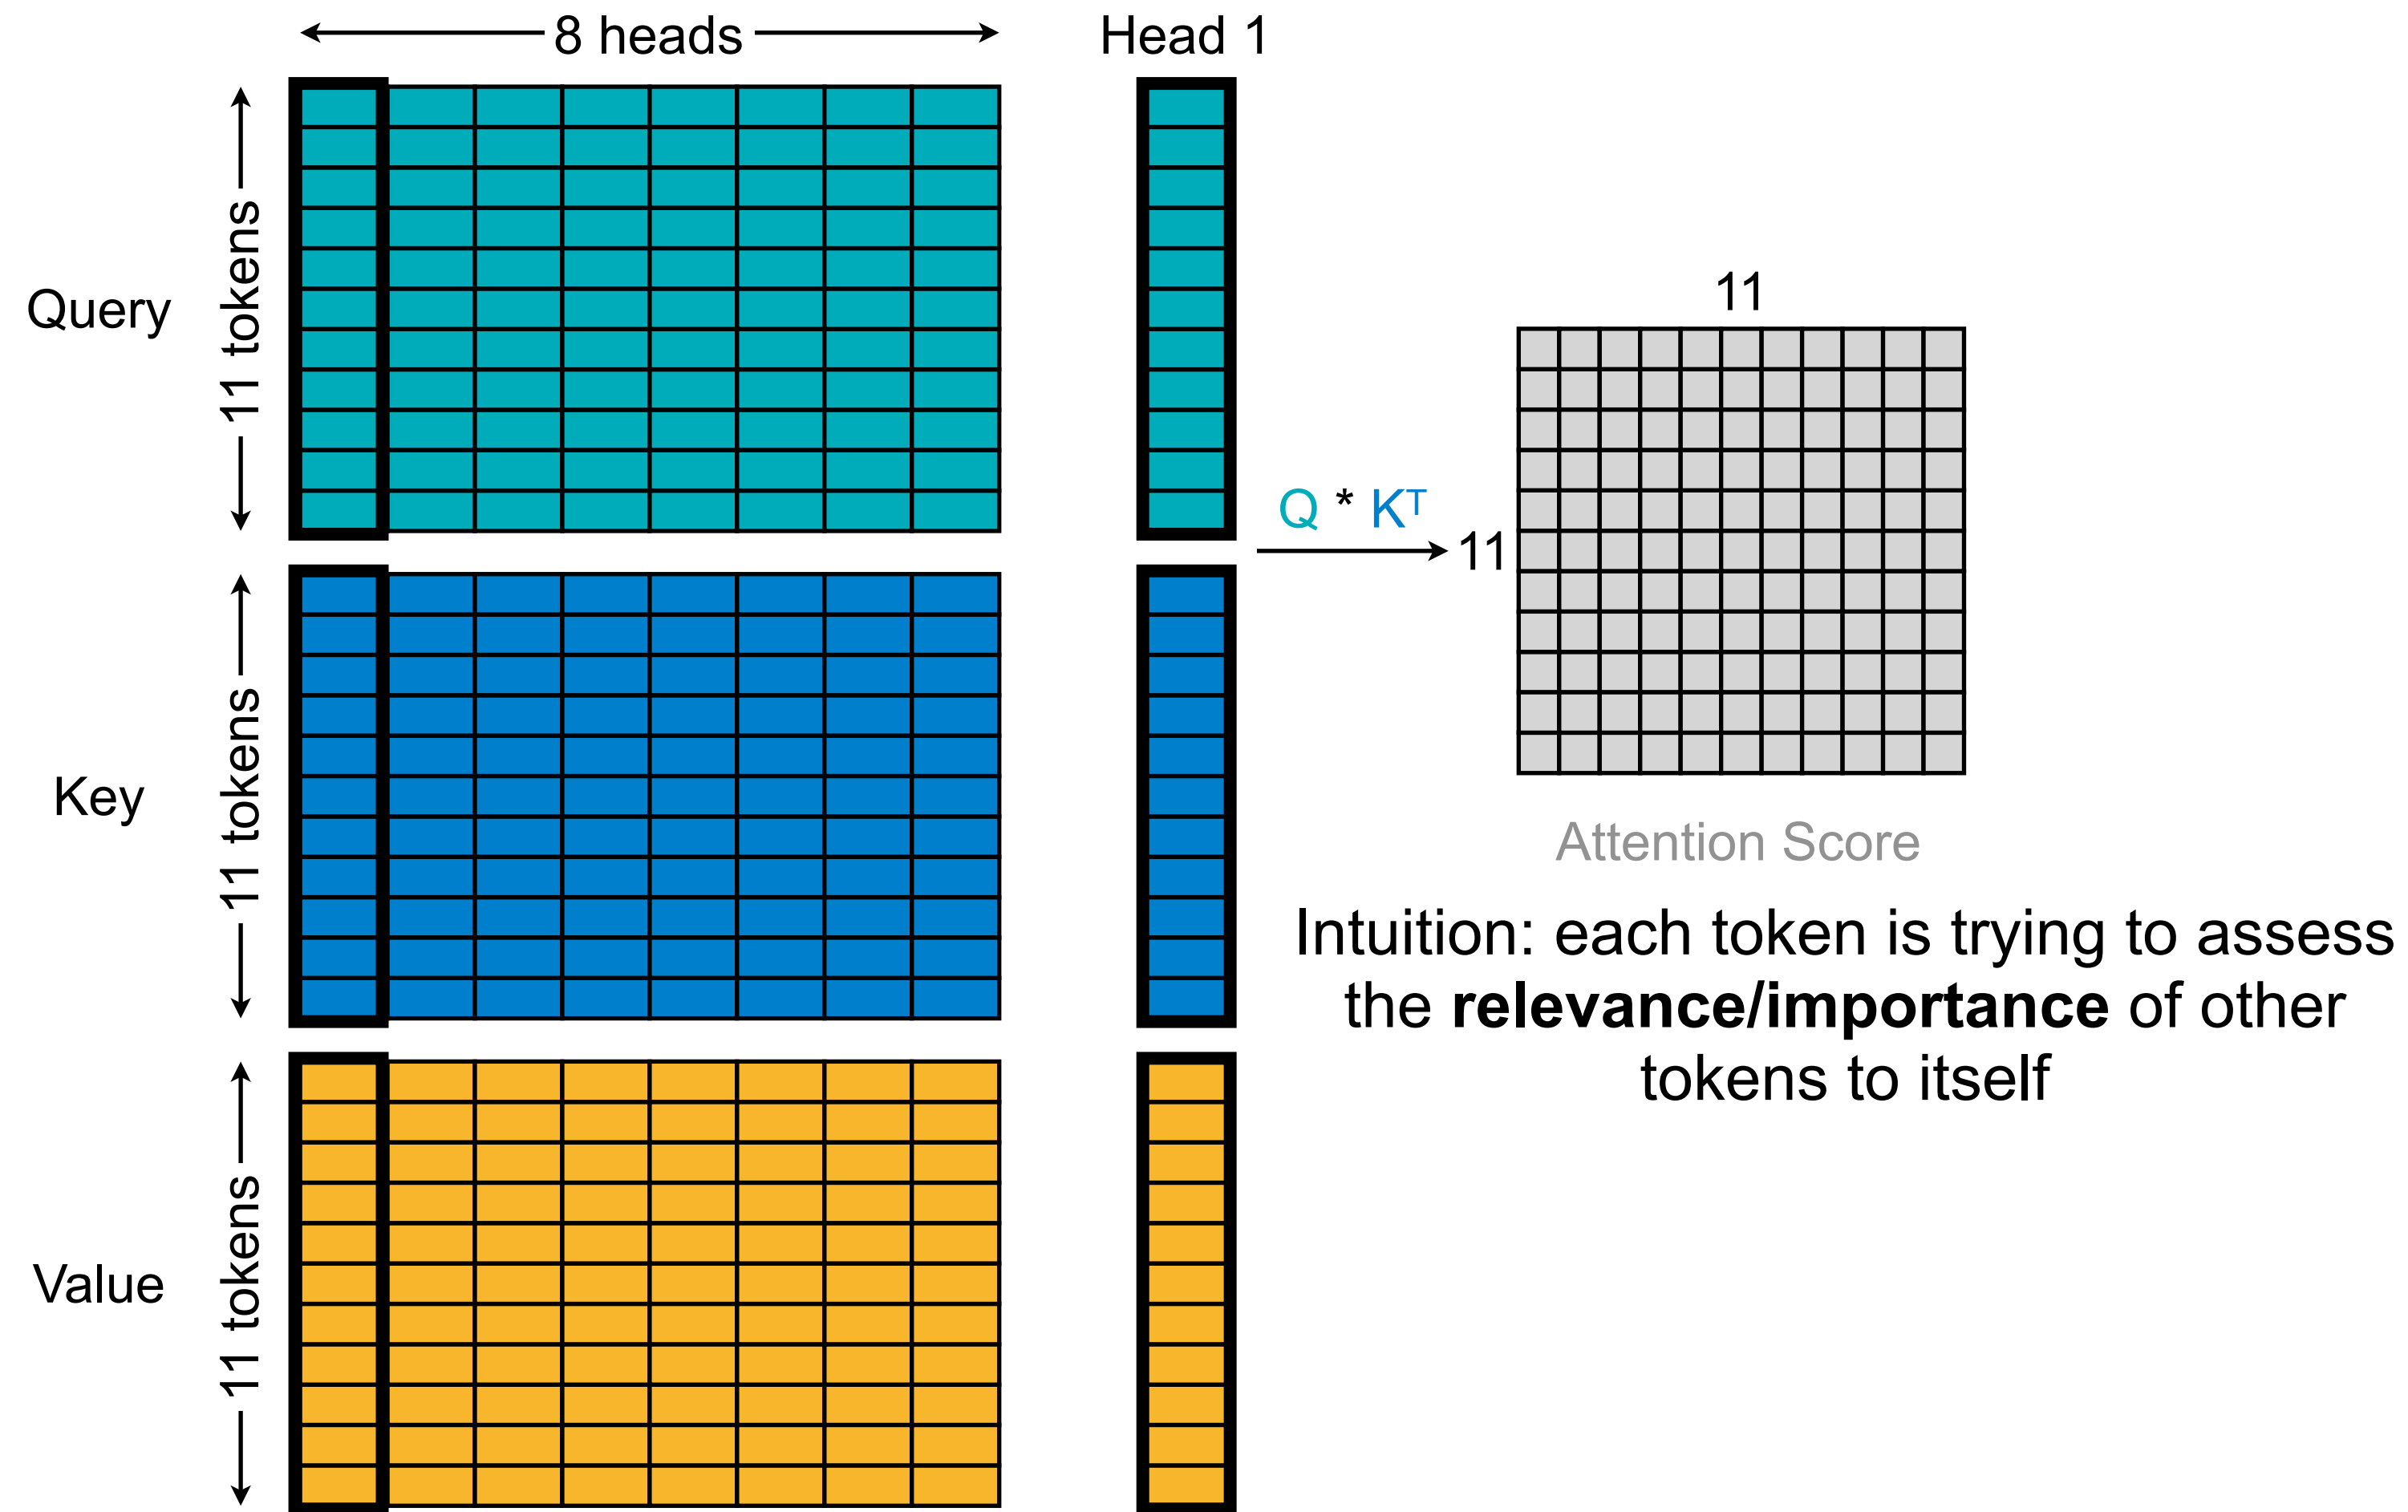 8 heads
Head 1
Query
11 tokens
11
Q * Kᵀ
11
Key
11 tokens
Attention Score
Intuition: each token is trying to assess
the relevance/importance of other
tokens to itself
Value
11 tokens